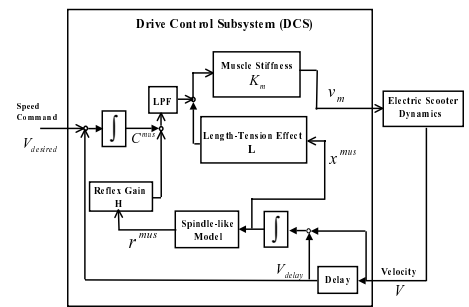 Drive Control Subsystem (DCS)
Muscle Stiffness
K_m
LPF
v_m
Electric Scooter
Dynamics
Speed
Command
V_desired
∫
C^mus
Length-Tension Effect
L
x^mus
Reflex Gain
H
Spindle-like
Model
∫
r^mus
V_delay
Delay
Velocity
V